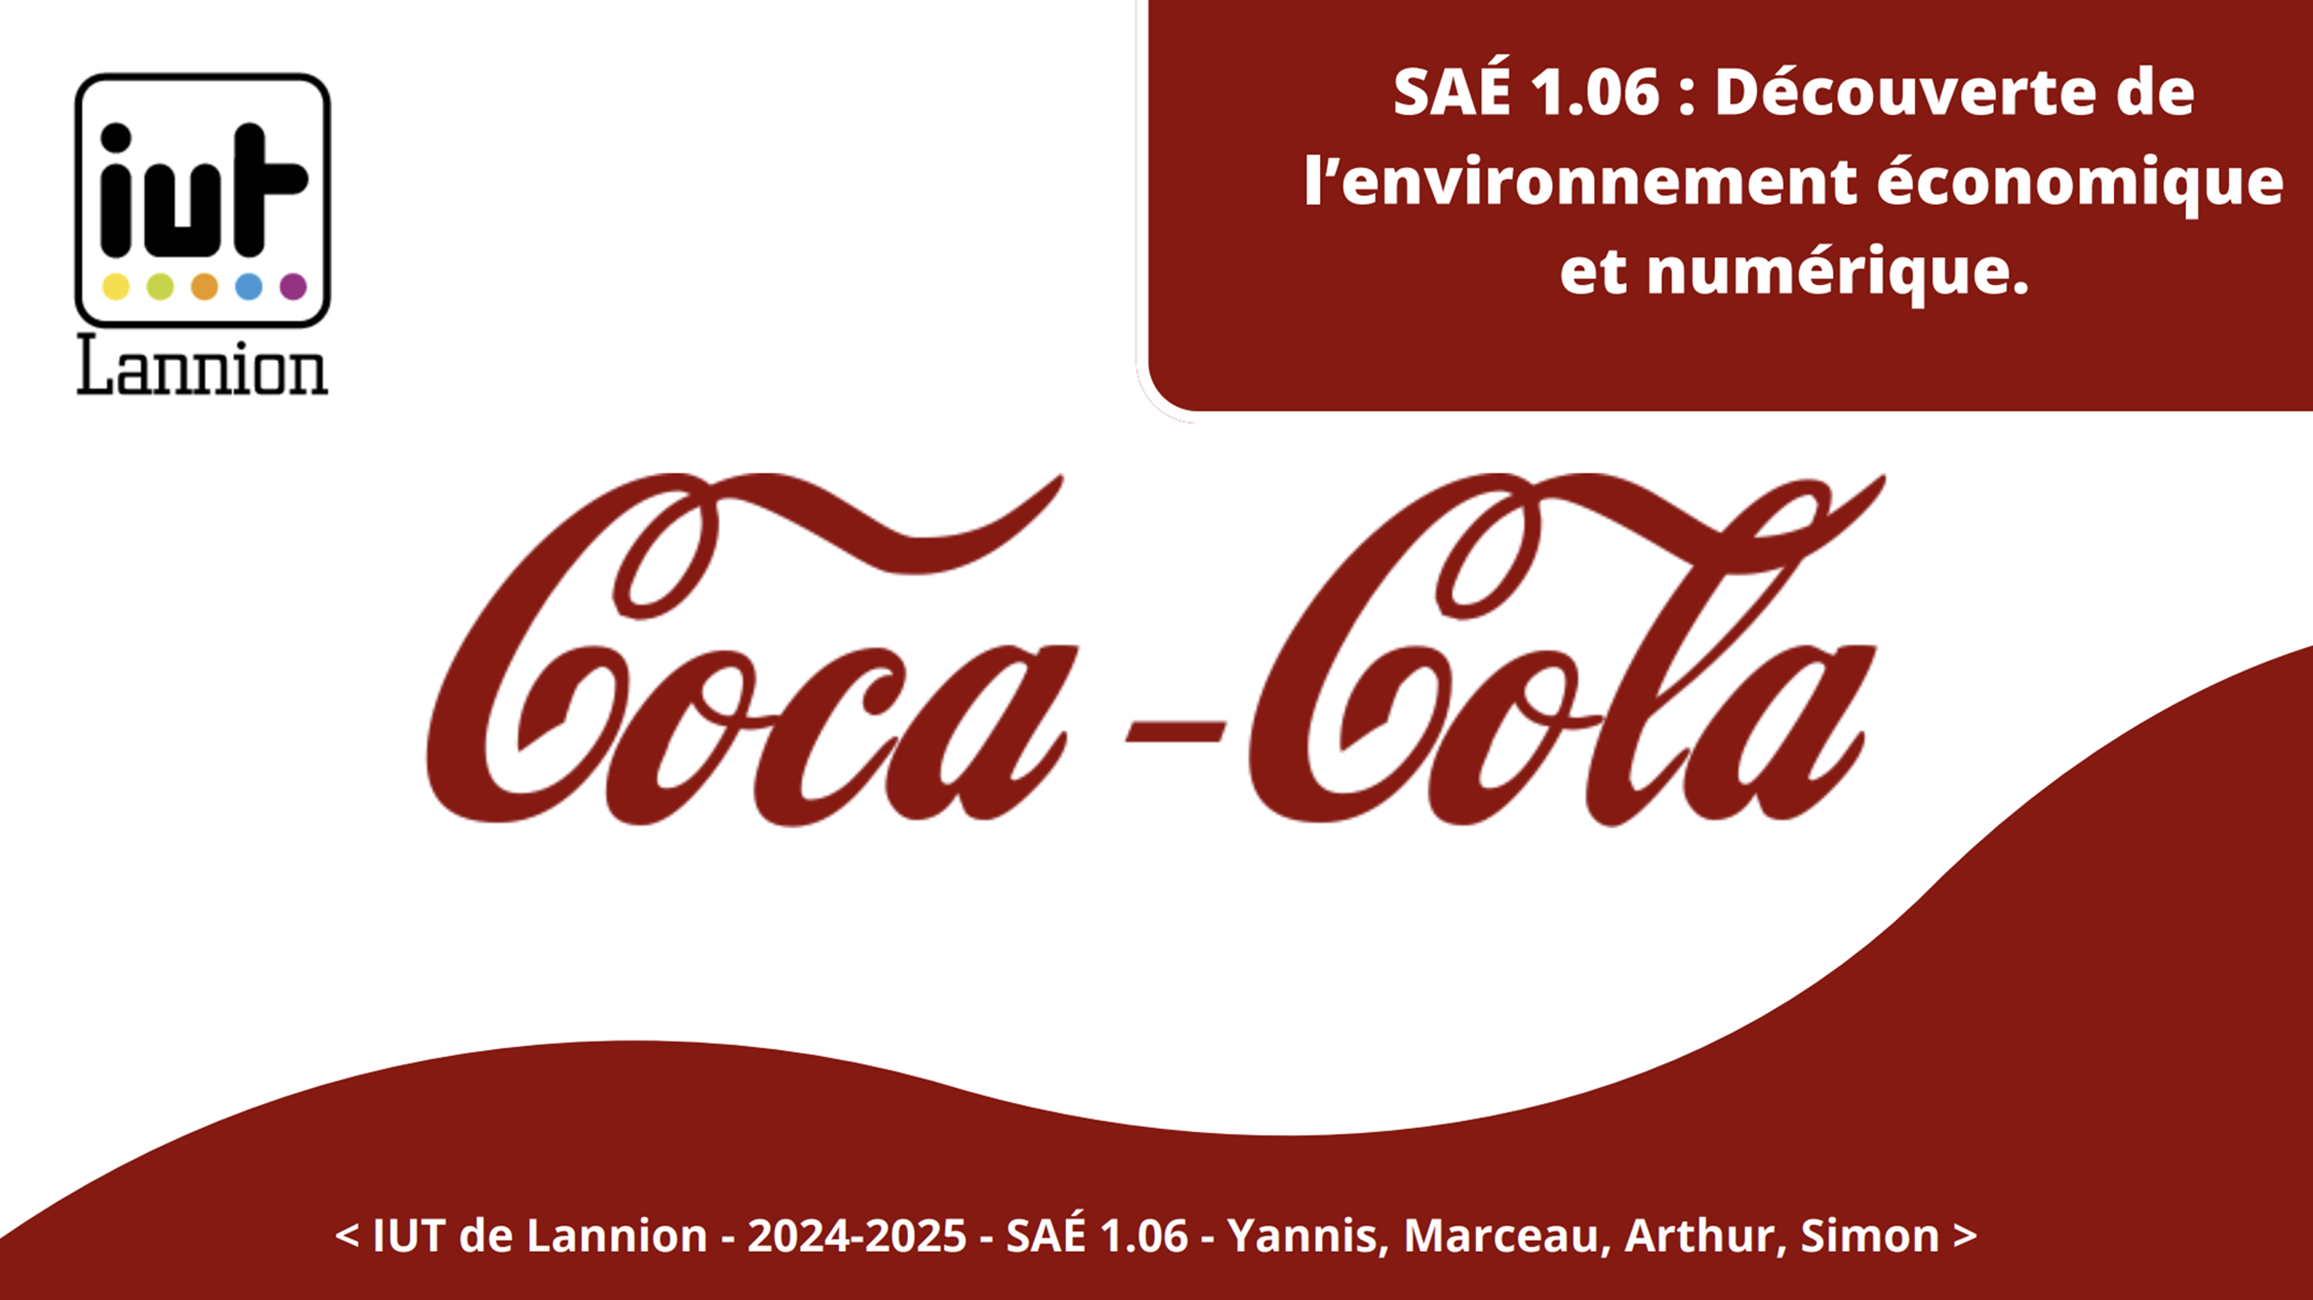 iut
Lannion
SAÉ 1.06 : Découverte de
l’environnement économique
et numérique.
Coca -Cola
< IUT de Lannion - 2024-2025 - SAÉ 1.06 - Yannis, Marceau, Arthur, Simon >